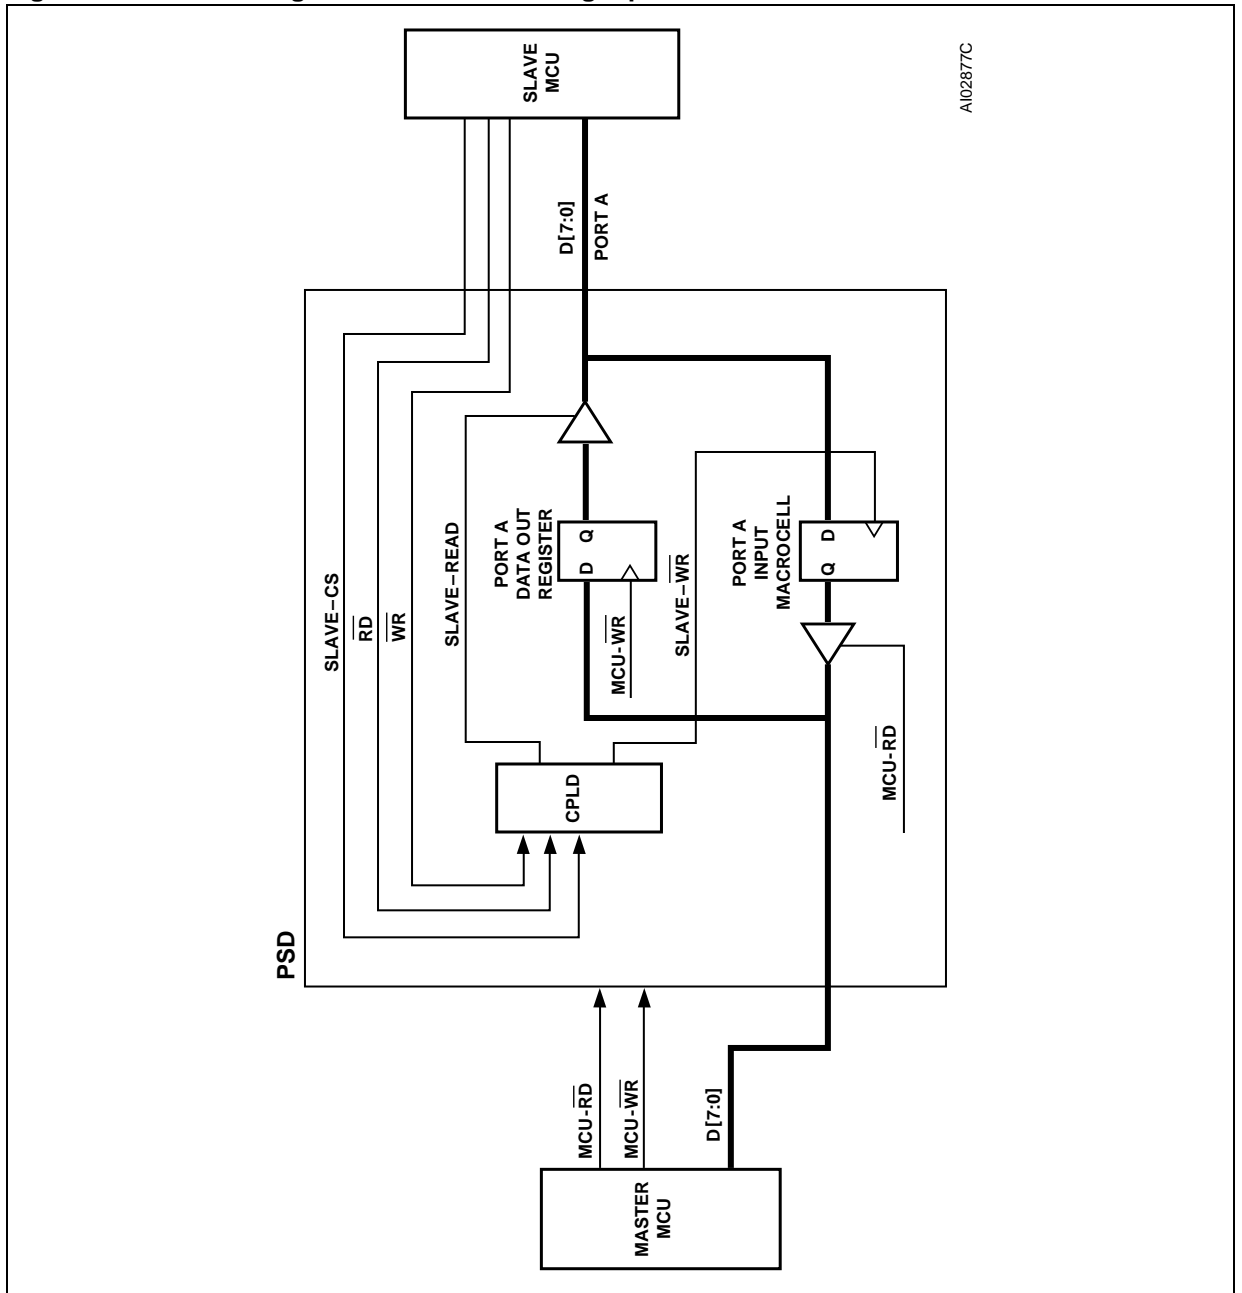 AI02877C
SLAVE
MCU
D[7:0]
PORT A
SLAVE–CS
RD
WR
SLAVE–READ
PORT A
DATA OUT
REGISTER
D Q
MCU-WR
SLAVE–WR
PORT A
INPUT
MACROCELL
Q D
MCU-RD
CPLD
PSD
MCU-RD
MCU-WR
D[7:0]
MASTER
MCU